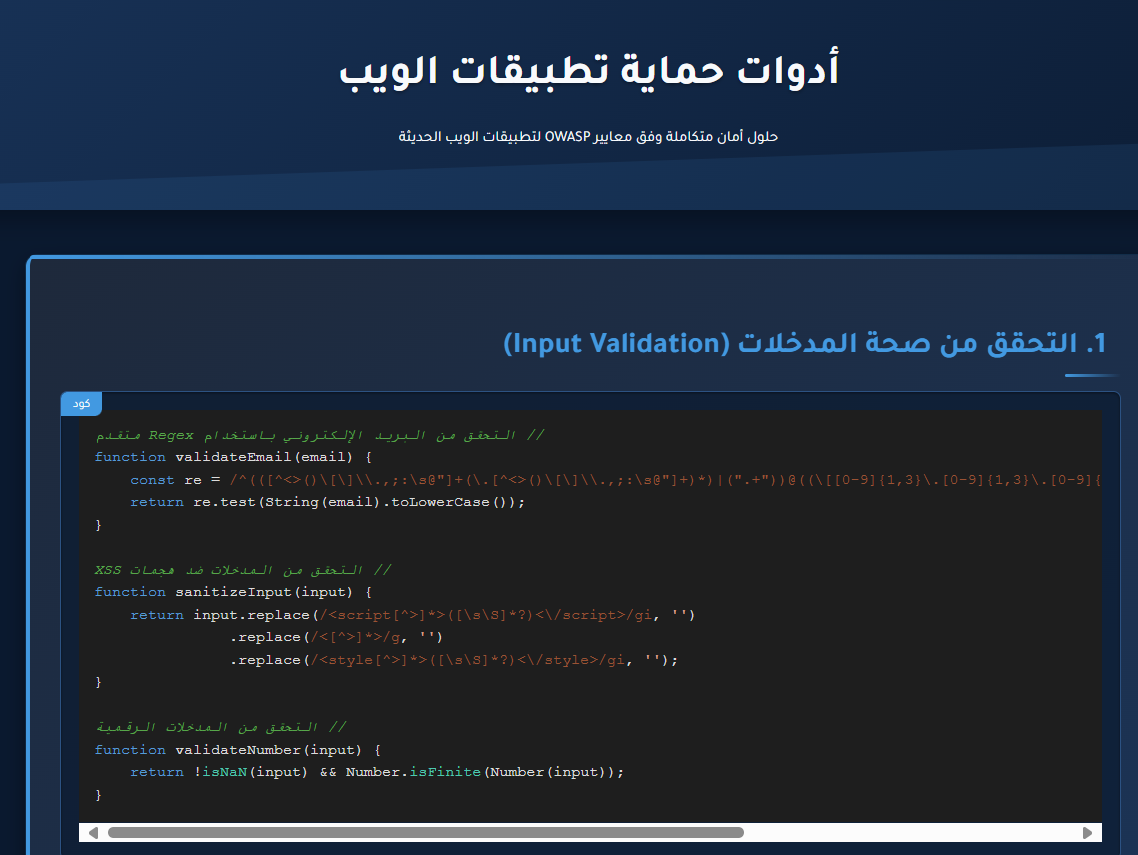 أدوات حماية تطبيقات الويب
حلول أمان متكاملة وفق معايير OWASP لتطبيقات الويب الحديثة
1. التحقق من صحة المدخلات (Input Validation)
كود
// التحقق من البريد الإلكتروني باستخدام Regex متقدم
function validateEmail(email) {
    const re = /^(([^<>()\[\]\\.,;:\s@"]+(\.[^<>()\[\]\\.,;:\s@"]+)*)|(".+"))@((\[[0-9]{1,3}\.[0-9]{1,3}\.[0-9]{
    return re.test(String(email).toLowerCase());
}
// التحقق من المدخلات ضد هجمات XSS
function sanitizeInput(input) {
    return input.replace(/<script[^>]*>([\s\S]*?)<\/script>/gi, '')
               .replace(/<[^>]*>/g, '')
               .replace(/<style[^>]*>([\s\S]*?)<\/style>/gi, '');
}
// التحقق من المدخلات الرقمية
function validateNumber(input) {
    return !isNaN(input) && Number.isFinite(Number(input));
}